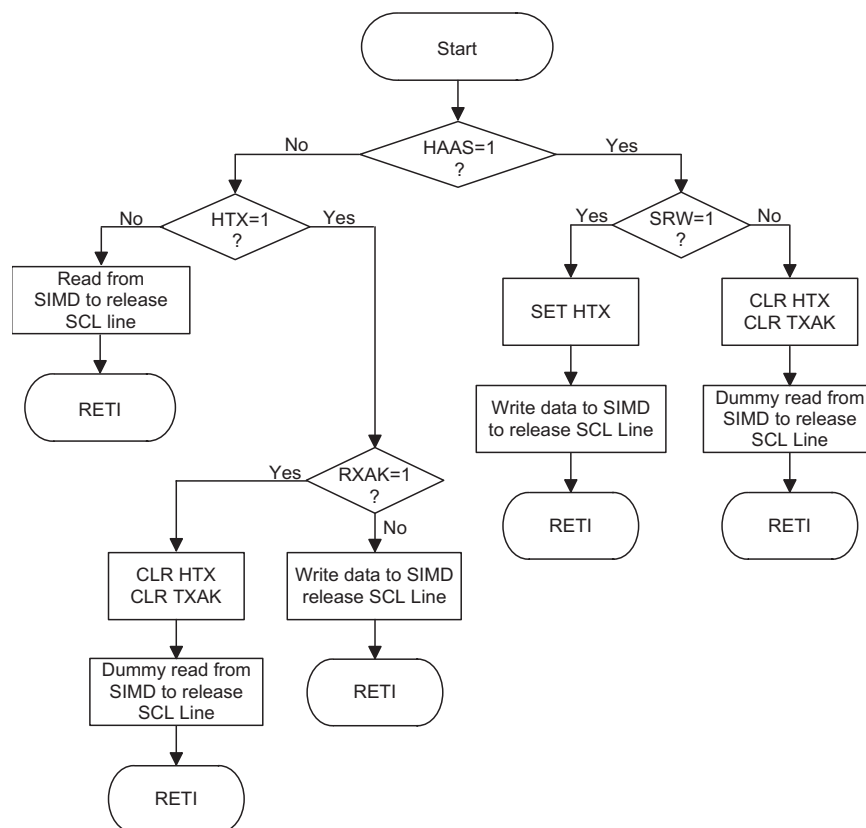 Start
HAAS=1
?
No
Yes
HTX=1
?
No
Yes
SRW=1
?
Yes
No
Read from
SIMD to release
SCL line
RETI
SET HTX
CLR HTX
CLR TXAK
Write data to SIMD
to release SCL Line
Dummy read from
SIMD to release
SCL Line
RETI
RETI
RXAK=1
?
Yes
No
CLR HTX
CLR TXAK
Write data to SIMD
release SCL Line
Dummy read from
SIMD to release
SCL Line
RETI
RETI